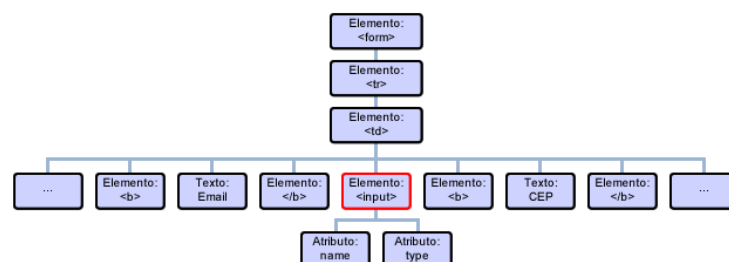 Elemento:
<form>
Elemento:
<tr>
Elemento:
<td>
...
Elemento:
<b>
Texto:
Email
Elemento:
</b>
Elemento:
<input>
Elemento:
<b>
Texto:
CEP
Elemento:
</b>
...
Atributo:
name
Atributo:
type